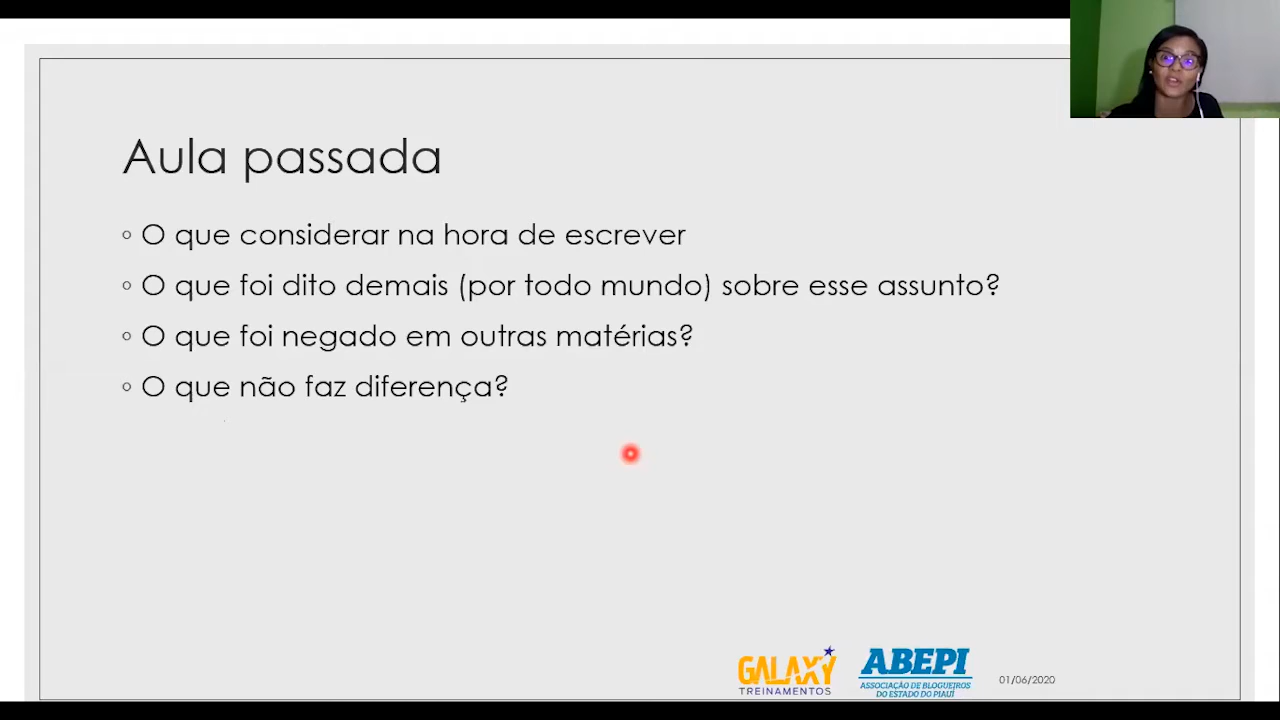 Aula passada
O que considerar na hora de escrever
O que foi dito demais (por todo mundo) sobre esse assunto?
O que foi negado em outras matérias?
O que não faz diferença?
GALAXY
TREINAMENTOS
ABEPI
ASSOCIAÇÃO DE BLOGUEIROS
DO ESTADO DO PIAUÍ
01/06/2020